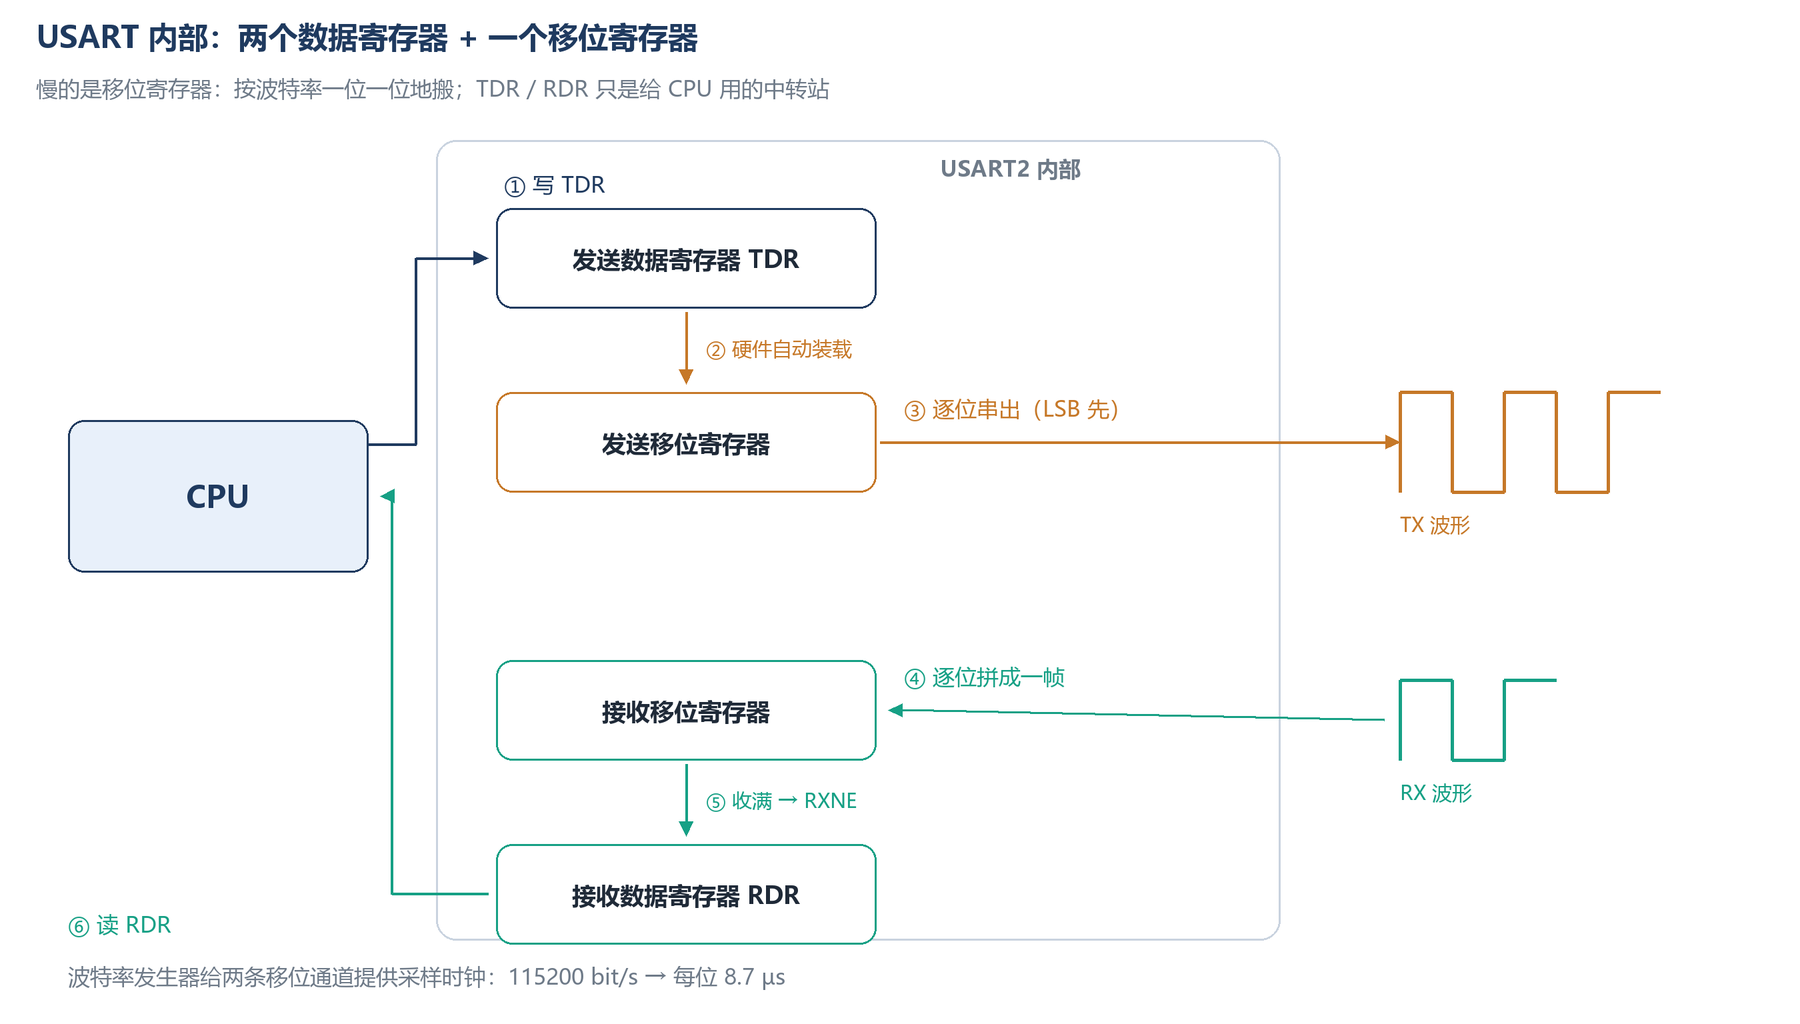 USART 内部：两个数据寄存器 + 一个移位寄存器
慢的是移位寄存器：按波特率一位一位地搬；TDR / RDR 只是给 CPU 用的中转站
USART2 内部
① 写 TDR
发送数据寄存器 TDR
② 硬件自动装载
③ 逐位串出（LSB 先）
发送移位寄存器
CPU
TX 波形
④ 逐位拼成一帧
接收移位寄存器
RX 波形
⑤ 收满 → RXNE
接收数据寄存器 RDR
⑥ 读 RDR
波特率发生器给两条移位通道提供采样时钟：115200 bit/s → 每位 8.7 μs